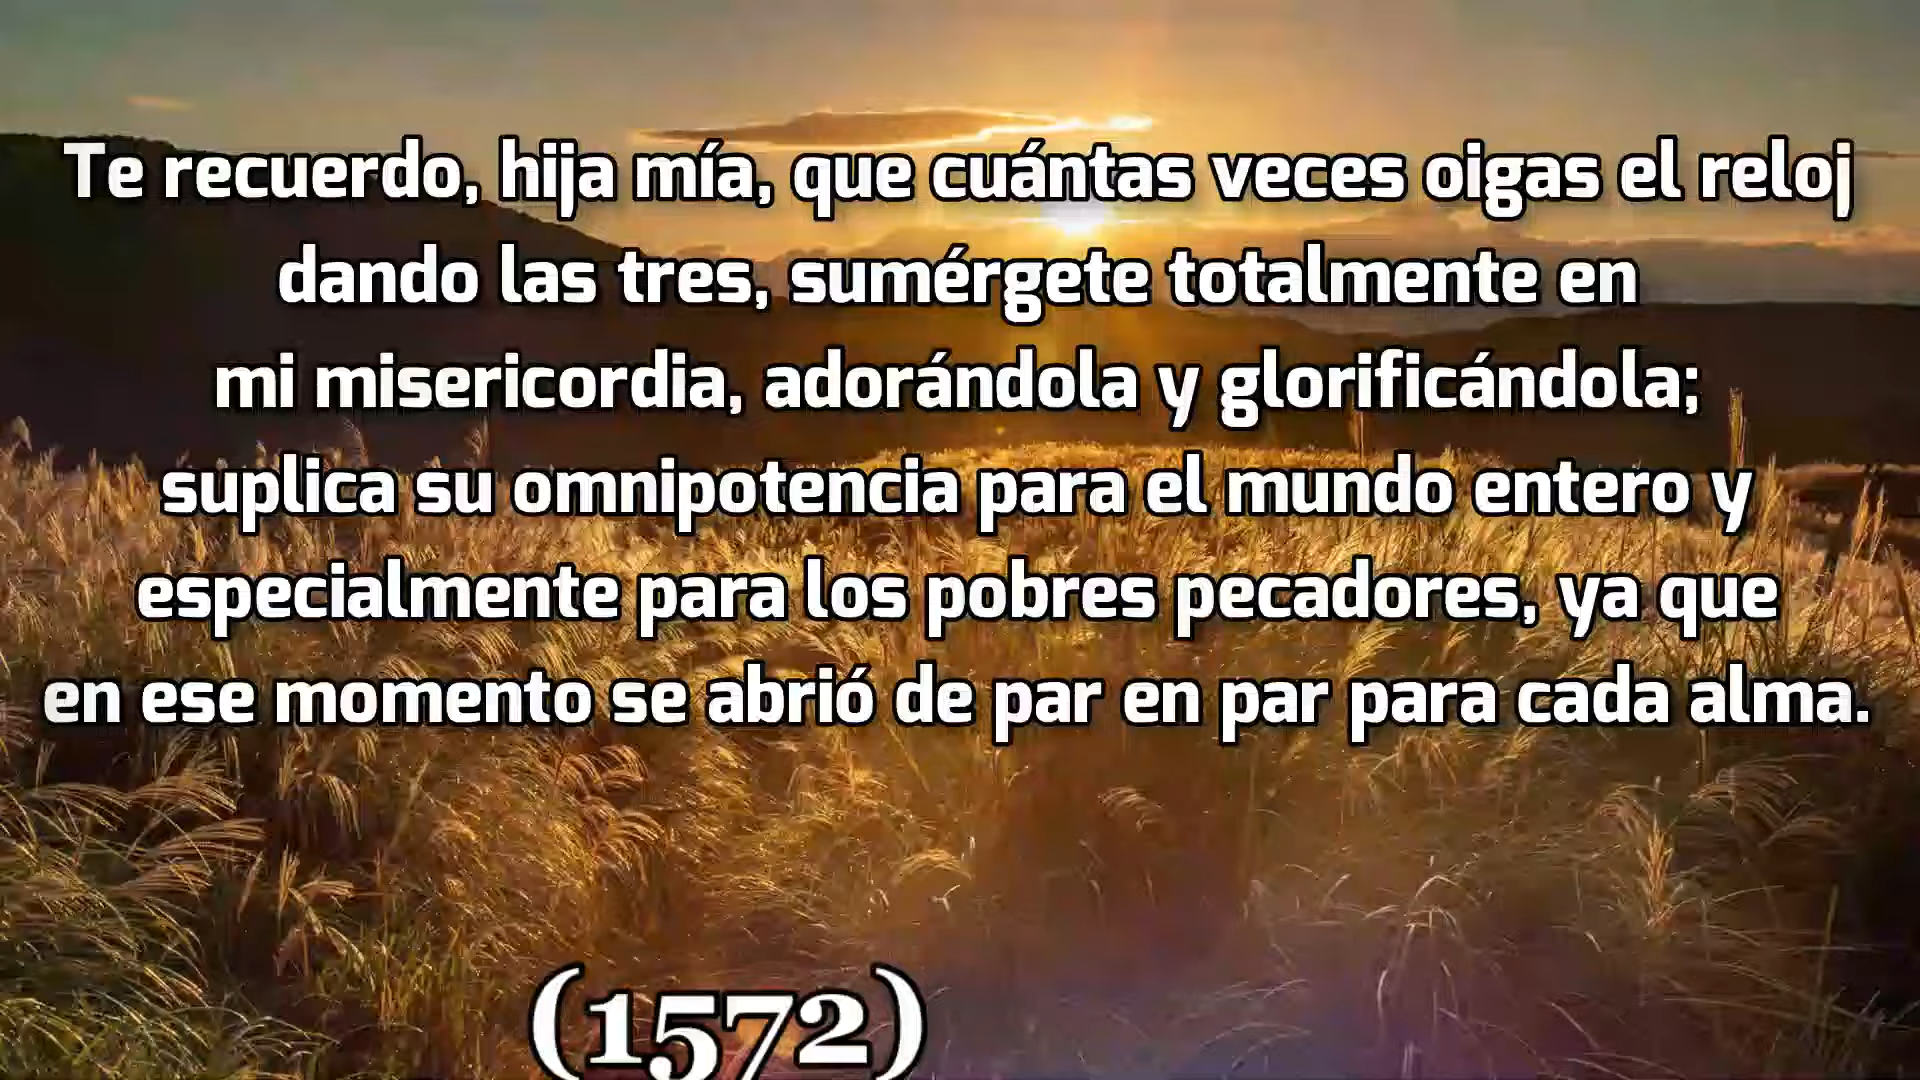 Te recuerdo, hija mía, que cuántas veces oigas el reloj
dando las tres, sumérgete totalmente en
mi misericordia, adorándola y glorificándola;
suplica su omnipotencia para el mundo entero y
especialmente para los pobres pecadores, ya que
en ese momento se abrió de par en par para cada alma.
(1572)